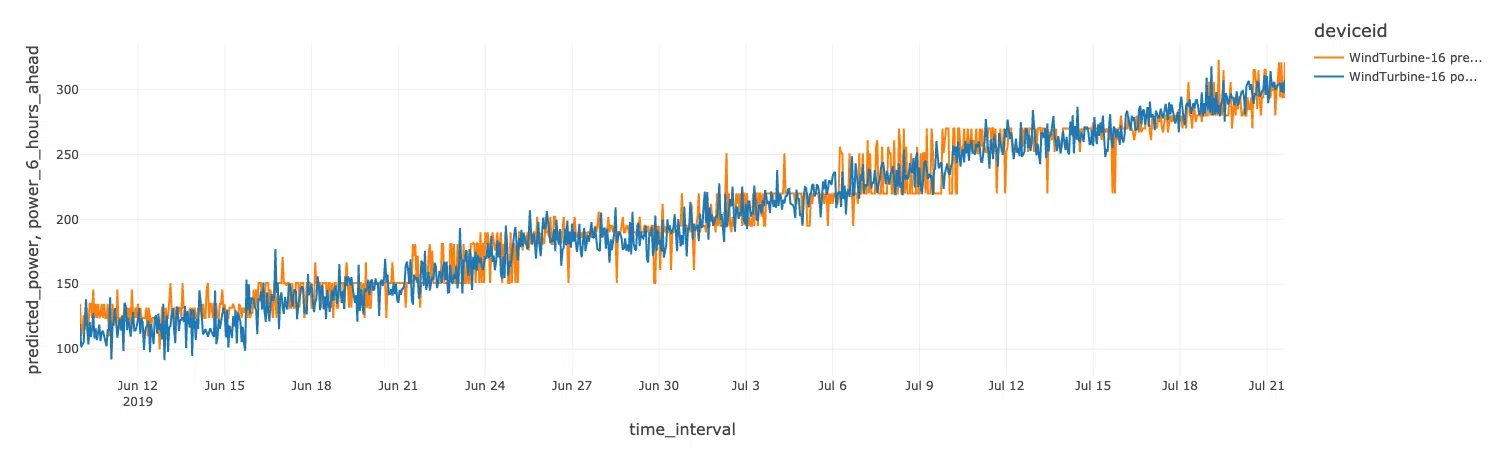 deviceid
WindTurbine-16 pre...
WindTurbine-16 po...
predicted_power, power_6_hours_ahead
300
250
200
150
100
Jun 12 Jun 15 Jun 18 Jun 21 Jun 24 Jun 27 Jun 30 Jul 3 Jul 6 Jul 9 Jul 12 Jul 15 Jul 18 Jul 21
2019
time_interval